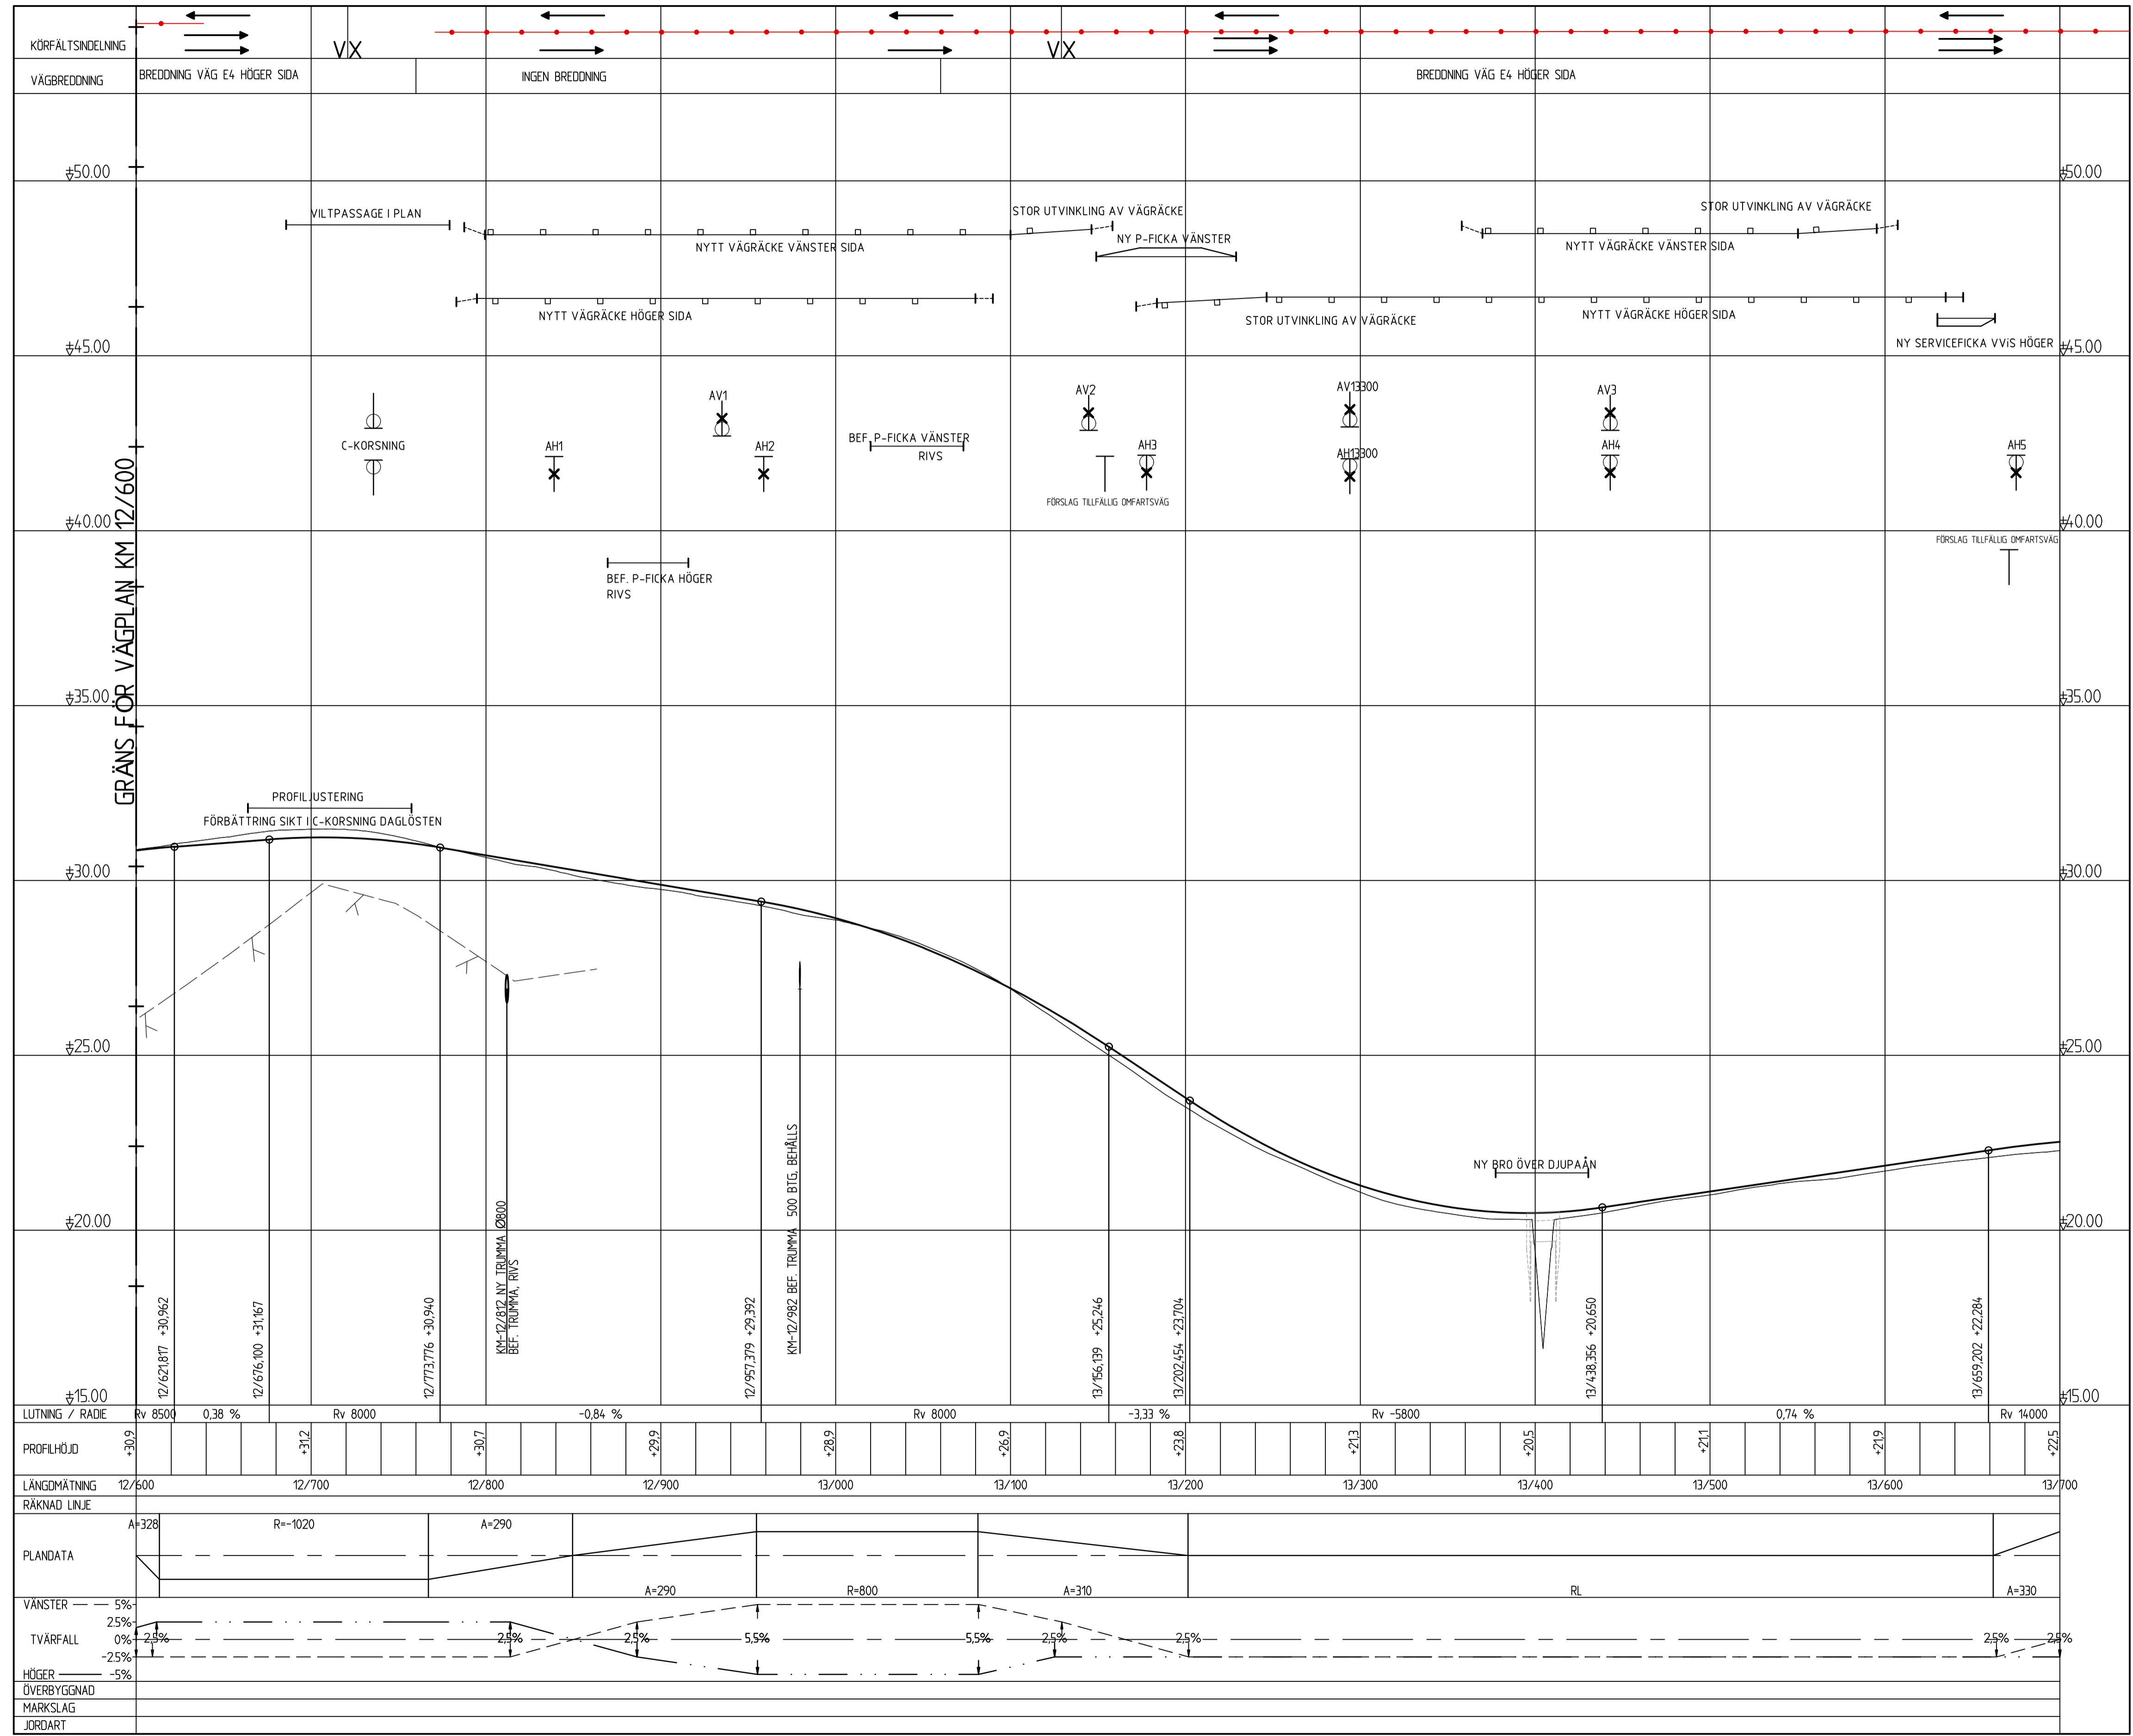 KÖRFÄLTSINDELNING
VX
VX
VÄGBREDDNING
BREDDNING VÄG E4 HÖGER SIDA
INGEN BREDDNING
BREDDNING VÄG E4 HÖGER SIDA
+50.00
+50.00
VILTPASSAGE I PLAN
STOR UTVINKLING AV VÄGRÄCKE
STOR UTVINKLING AV VÄGRÄCKE
NYTT VÄGRÄCKE VÄNSTER SIDA
NY P-FICKA VÄNSTER
NYTT VÄGRÄCKE VÄNSTER SIDA
NYTT VÄGRÄCKE HÖGER SIDA
STOR UTVINKLING AV VÄGRÄCKE
NYTT VÄGRÄCKE HÖGER SIDA
NY SERVICEFICKA VViS HÖGER
+45.00
+45.00
AV1
AV2
AV13300
AV3
C-KORSNING
AH1
AH2
BEF. P-FICKA VÄNSTER
RIVS
AH3
AH13300
AH4
AH5
FÖRSLAG TILLFÄLLIG OMFARTSVÄG
GRÄNS FÖR VÄGPLAN KM 12/600
+40.00
+40.00
FÖRSLAG TILLFÄLLIG OMFARTSVÄG
BEF. P-FICKA HÖGER
RIVS
+35.00
+35.00
PROFILJUSTERING
FÖRBÄTTRING SIKT I C-KORSNING DAGLÖSTEN
+30.00
+30.00
+25.00
+25.00
NY BRO ÖVER DJUPAÅN
+20.00
+20.00
12/621,817 +30,962
12/676,100 +31,167
12/773,776 +30,940
KM-12/812 NY TRUMMA Ø800
BEF. TRUMMA, RIVS
12/957,379 +29,392
KM-12/982 BEF. TRUMMA 500 BTG, BEHÅLLS
13/156,139 +25,246
13/202,454 +23,704
13/438,356 +20,650
13/659,202 +22,284
+15.00
+15.00
LUTNING / RADIE
Rv 8500
0,38 %
Rv 8000
-0,84 %
Rv 8000
-3,33 %
Rv -5800
0,74 %
Rv 14000
PROFILHÖJD
+30,9
+31,2
+30,7
+29,9
+28,9
+26,9
+23,8
+21,3
+20,5
+21,1
+21,9
+22,5
LÄNGDMÄTNING
12/600
12/700
12/800
12/900
13/000
13/100
13/200
13/300
13/400
13/500
13/600
13/700
RÄKNAD LINJE
PLANDATA
A=328
R=-1020
A=290
A=290
R=800
A=310
RL
A=330
VÄNSTER
5%
2.5%
TVÄRFALL
0%
-2.5%
HÖGER
-5%
2,5%
2,5%
2,5%
5,5%
5,5%
2,5%
2,5%
2,5%
2,5%
ÖVERBYGGNAD
MARKSLAG
JORDART